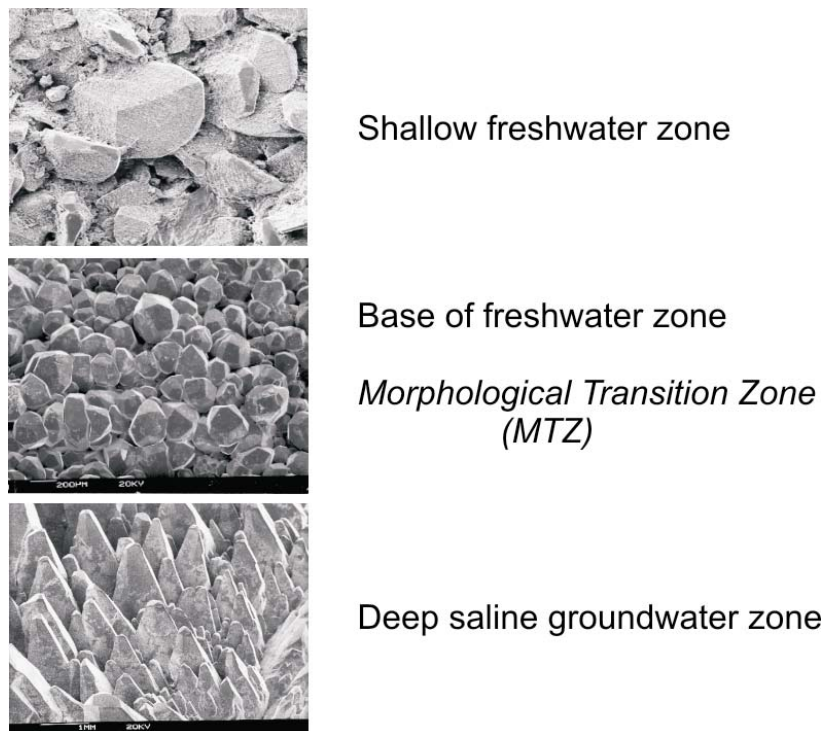 Shallow freshwater zone
Base of freshwater zone
Morphological Transition Zone
(MTZ)
200µM 20KV
Deep saline groundwater zone
1MM 20KV